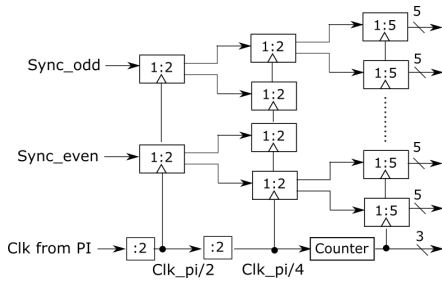 5
1:5
1:2
Sync_odd
1:2
5
1:5
1:2
1:2
Sync_even
1:2
5
1:5
1:2
5
1:5
Clk from PI
:2
:2
Counter
3
Clk_pi/2
Clk_pi/4